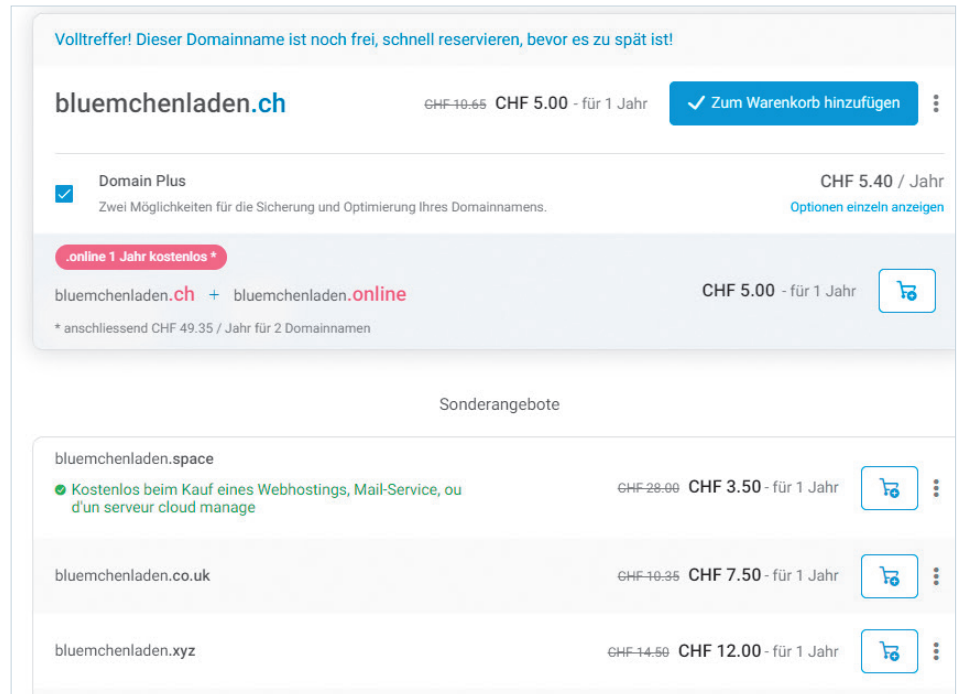 Volltreffer! Dieser Domainname ist noch frei, schnell reservieren, bevor es zu spät ist!
bluemchenladen.ch CHF 10.65 CHF 5.00 - für 1 Jahr Zum Warenkorb hinzufügen
Domain Plus CHF 5.40 / Jahr
Zwei Möglichkeiten für die Sicherung und Optimierung Ihres Domainnamens. Optionen einzeln anzeigen
.online 1 Jahr kostenlos *
bluemchenladen.ch + bluemchenladen.online CHF 5.00 - für 1 Jahr
* anschliessend CHF 49.35 / Jahr für 2 Domainnamen
Sonderangebote
bluemchenladen.space
Kostenlos beim Kauf eines Webhostings, Mail-Service, ou CHF 28.00 CHF 3.50 - für 1 Jahr
d'un serveur cloud manage
bluemchenladen.co.uk CHF 10.35 CHF 7.50 - für 1 Jahr
bluemchenladen.xyz CHF 14.50 CHF 12.00 - für 1 Jahr